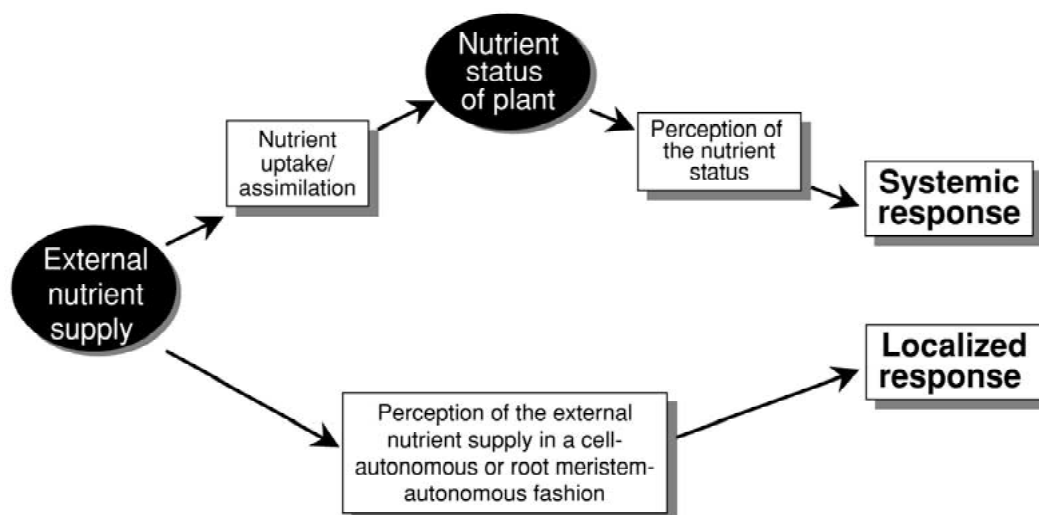 Nutrient
status
of plant
Nutrient
uptake/
assimilation
Perception of
the nutrient
status
Systemic
response
External
nutrient
supply
Localized
response
Perception of the external
nutrient supply in a cell-
autonomous or root meristem-
autonomous fashion